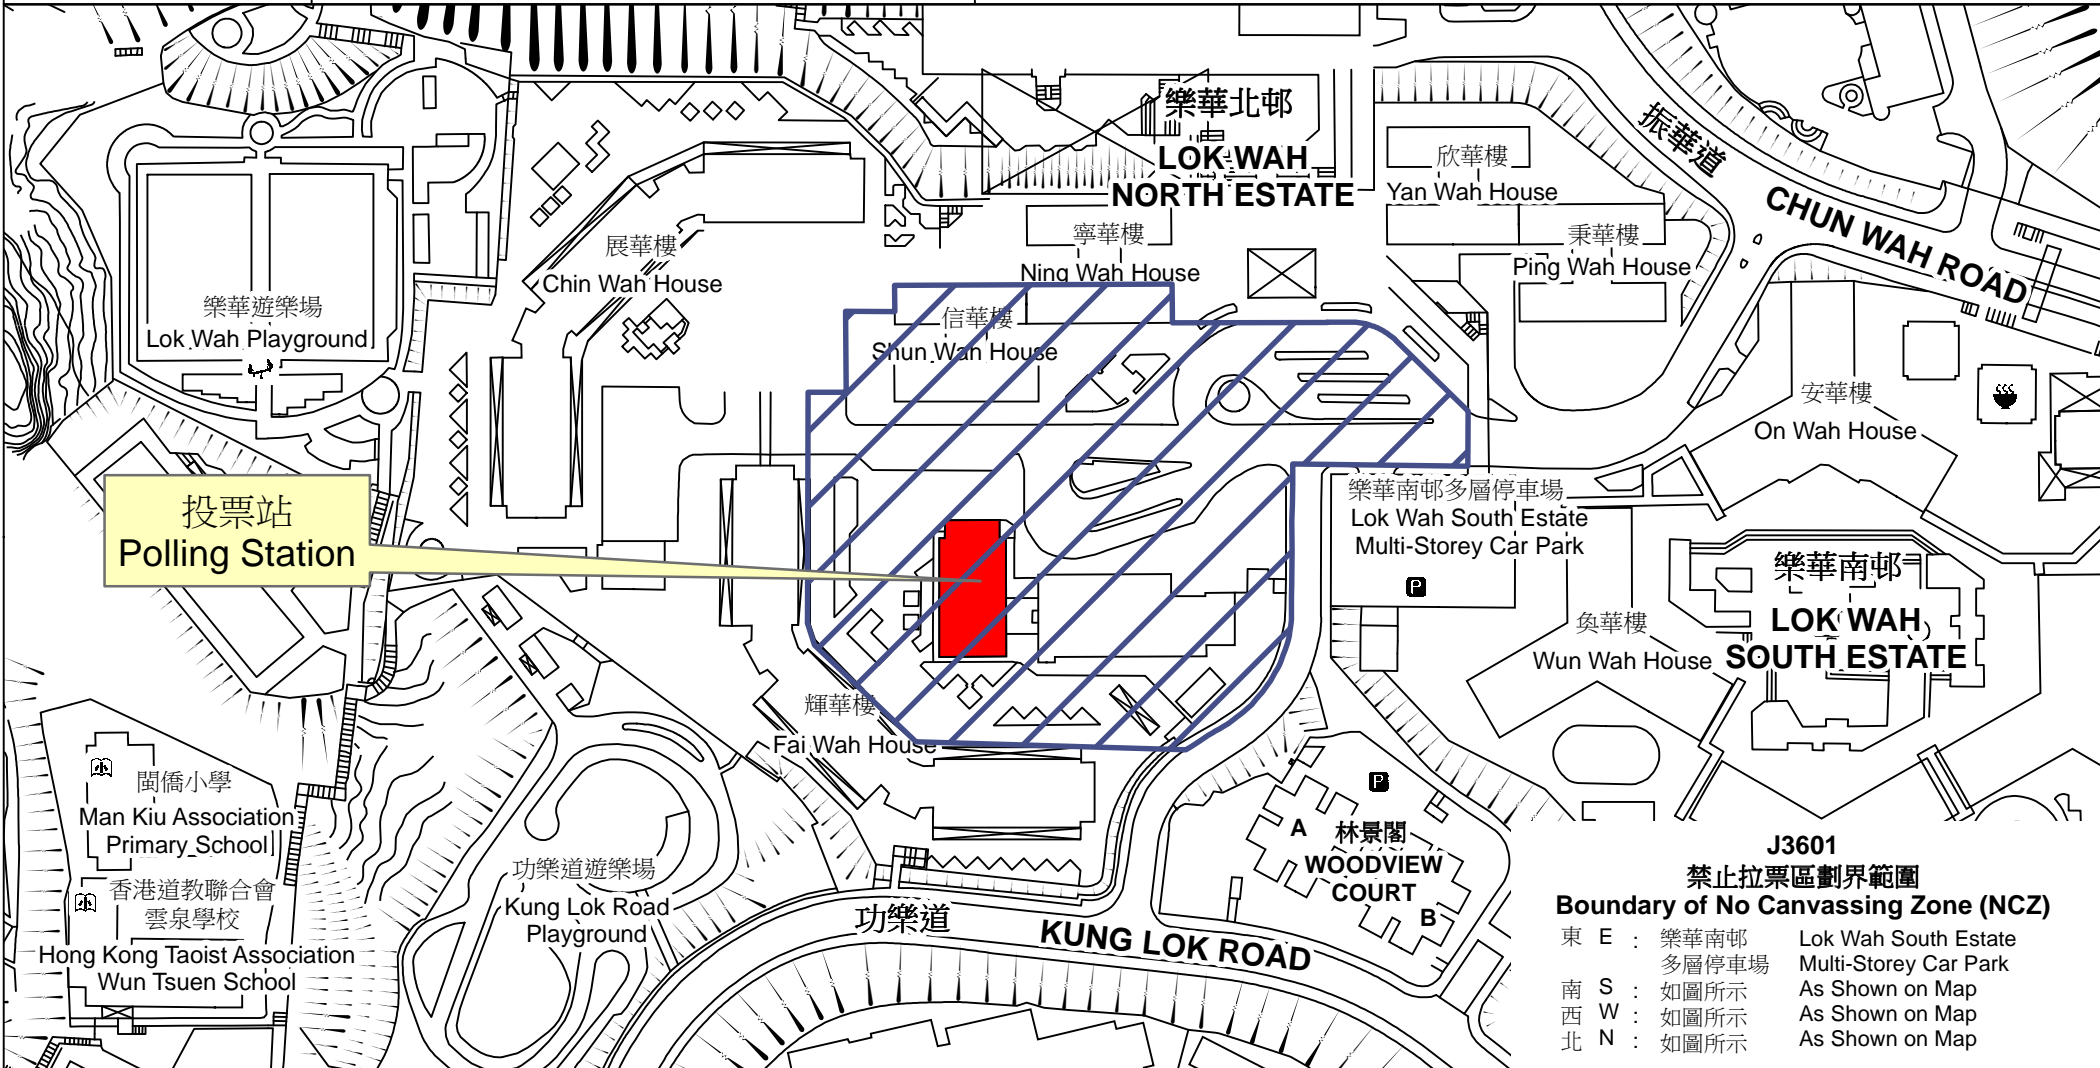 樂華北邨
LOK WAH
NORTH ESTATE
振華道
CHUN WAH ROAD
欣華樓
Yan Wah House
秉華樓
Ping Wah House
寧華樓
Ning Wah House
展華樓
Chin Wah House
樂華遊樂場
Lok Wah Playground
信華樓
Shun Wah House
安華樓
On Wah House
投票站
Polling Station
樂華南邨多層停車場
Lok Wah South Estate
Multi-Storey Car Park
P
樂華南邨
LOK WAH
SOUTH ESTATE
奐華樓
Wun Wah House
輝華樓
Fai Wah House
閩僑小學
Man Kiu Association
Primary School
香港道教聯合會
雲泉學校
Hong Kong Taoist Association
Wun Tsuen School
功樂道遊樂場
Kung Lok Road
Playground
功樂道
KUNG LOK ROAD
P
A
林景閣
WOODVIEW
COURT
B
J3601
禁止拉票區劃界範圍
Boundary of No Canvassing Zone (NCZ)
東 E : 樂華南邨 Lok Wah South Estate
多層停車場 Multi-Storey Car Park
南 S : 如圖所示 As Shown on Map
西 W : 如圖所示 As Shown on Map
北 N : 如圖所示 As Shown on Map